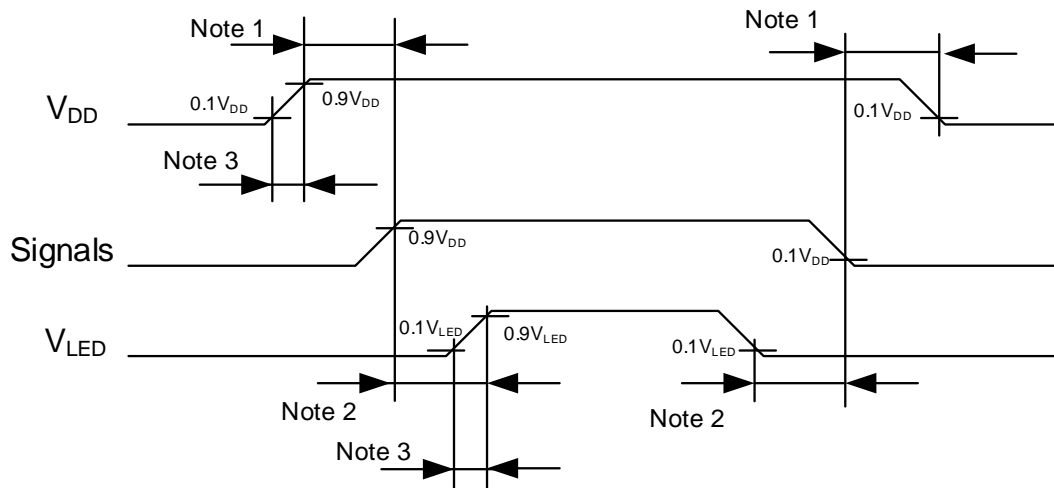 Note 1
Note 1
V_DD
0.1V_DD
0.9V_DD
0.1V_DD
Note 3
Signals
0.9V_DD
0.1V_DD
V_LED
0.1V_LED
0.9V_LED
0.1V_LED
Note 2
Note 2
Note 3